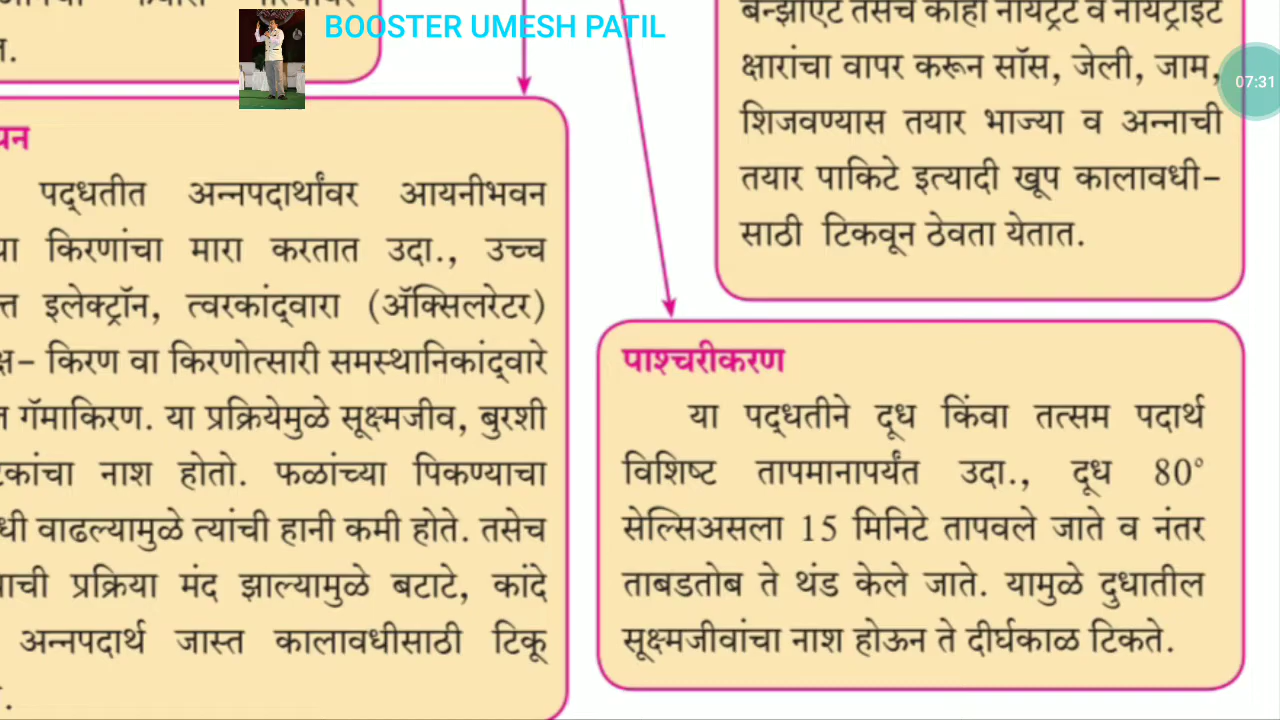 BOOSTER UMESH PATIL
07:31
पद्धतीत अन्नपदार्थांवर आयनीभवन
किरणांचा मारा करतात उदा., उच्च
इलेक्ट्रॉन, त्वरकांद्वारा (ॲक्सिलरेटर)
किरण वा किरणोत्सारी समस्थानिकांद्वारे
गॅमाकिरण. या प्रक्रियेमुळे सूक्ष्मजीव, बुरशी
नाश होतो. फळांच्या पिकण्याचा
वाढल्यामुळे त्यांची हानी कमी होते. तसेच
प्रक्रिया मंद झाल्यामुळे बटाटे, कांदे
अन्नपदार्थ जास्त कालावधीसाठी टिकू
बेन्झोएट तसेच काही नायट्रेट व नायट्राइट
क्षारांचा वापर करून सॉस, जेली, जाम,
शिजवण्यास तयार भाज्या व अन्नाची
तयार पाकिटे इत्यादी खूप कालावधी-
साठी टिकवून ठेवता येतात.
पाश्चरीकरण
या पद्धतीने दूध किंवा तत्सम पदार्थ
विशिष्ट तापमानापर्यंत उदा., दूध 80°
सेल्सिअसला 15 मिनिटे तापवले जाते व नंतर
ताबडतोब ते थंड केले जाते. यामुळे दुधातील
सूक्ष्मजीवांचा नाश होऊन ते दीर्घकाळ टिकते.